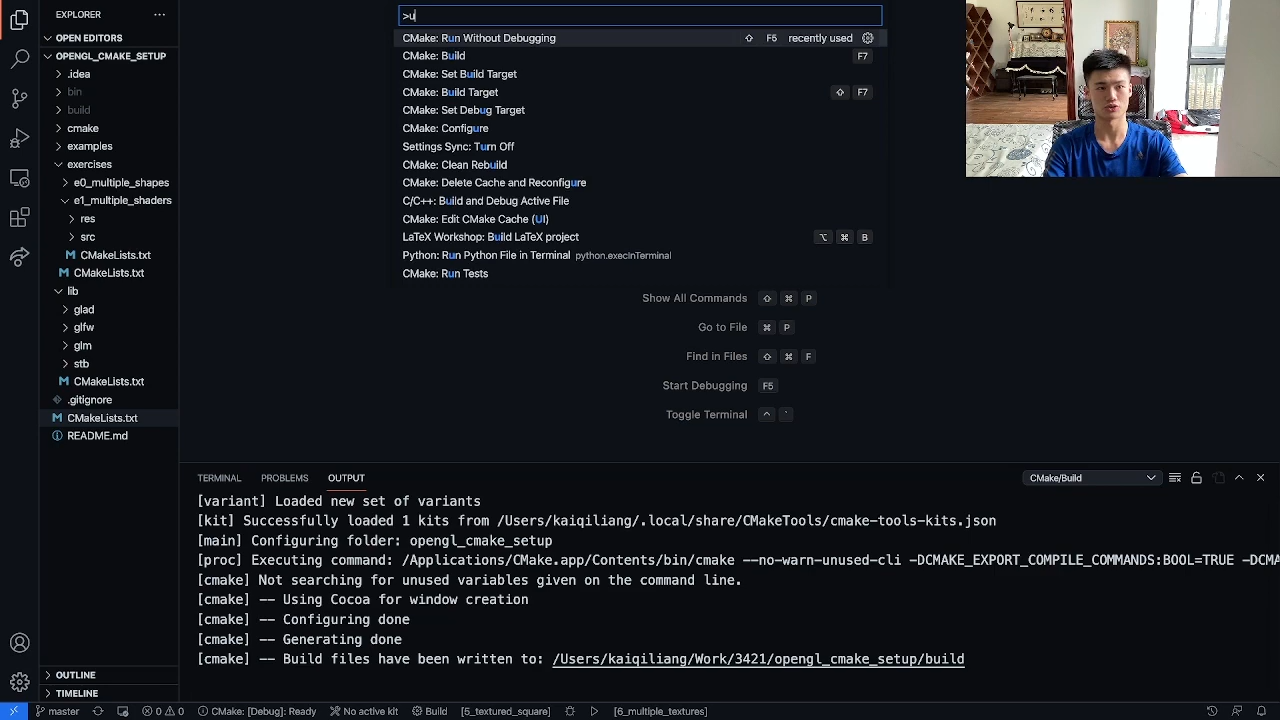 EXPLORER
OPEN EDITORS
OPENGL_CMAKE_SETUP
.idea
bin
build
cmake
examples
exercises
e0_multiple_shapes
e1_multiple_shaders
res
src
CMakeLists.txt
CMakeLists.txt
lib
glad
glfw
glm
stb
CMakeLists.txt
.gitignore
CMakeLists.txt
README.md
OUTLINE
TIMELINE
>u
CMake: Run Without Debugging ⇧ F5 recently used
CMake: Build F7
CMake: Set Build Target
CMake: Build Target ⇧ F7
CMake: Set Debug Target
CMake: Configure
Settings Sync: Turn Off
CMake: Clean Rebuild
CMake: Delete Cache and Reconfigure
C/C++: Build and Debug Active File
CMake: Edit CMake Cache (UI)
LaTeX Workshop: Build LaTeX project ⌥ ⌘ B
Python: Run Python File in Terminal python.execInTerminal
CMake: Run Tests
Show All Commands ⇧ ⌘ P
Go to File ⌘ P
Find in Files ⇧ ⌘ F
Start Debugging F5
Toggle Terminal ^ `
TERMINAL PROBLEMS OUTPUT CMake/Build
[variant] Loaded new set of variants
[kit] Successfully loaded 1 kits from /Users/kaiqiliang/.local/share/CMakeTools/cmake-tools-kits.json
[main] Configuring folder: opengl_cmake_setup
[proc] Executing command: /Applications/CMake.app/Contents/bin/cmake --no-warn-unused-cli -DCMAKE_EXPORT_COMPILE_COMMANDS:BOOL=TRUE -DCMA
[cmake] Not searching for unused variables given on the command line.
[cmake] -- Using Cocoa for window creation
[cmake] -- Configuring done
[cmake] -- Generating done
[cmake] -- Build files have been written to: /Users/kaiqiliang/Work/3421/opengl_cmake_setup/build
master 0 0 CMake: [Debug]: Ready No active kit Build [5_textured_square] [6_multiple_textures]